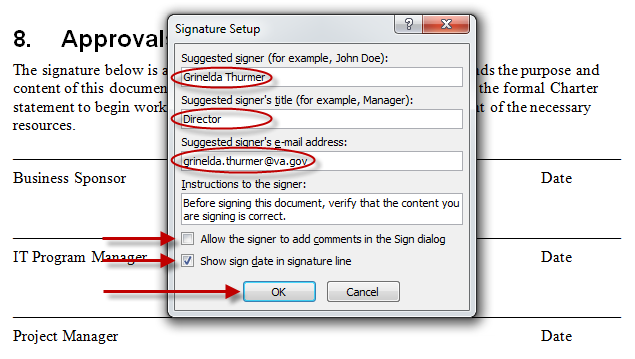 Signature Setup
8. Approval
Suggested signer (for example, John Doe):
Grinelda Thurmer
The signature below is a
ds the purpose and
content of this documen
the formal Charter
Suggested signer's title (for example, Manager):
statement to begin work
t of the necessary
Director
resources.
Suggested signer's e-mail address:
grinelda.thurmer@va.gov
Business Sponsor
Date
Instructions to the signer:
Before signing this document, verify that the content you
are signing is correct.
Allow the signer to add comments in the Sign dialog
IT Program Manager
Date
Show sign date in signature line
OK
Cancel
Project Manager
Date